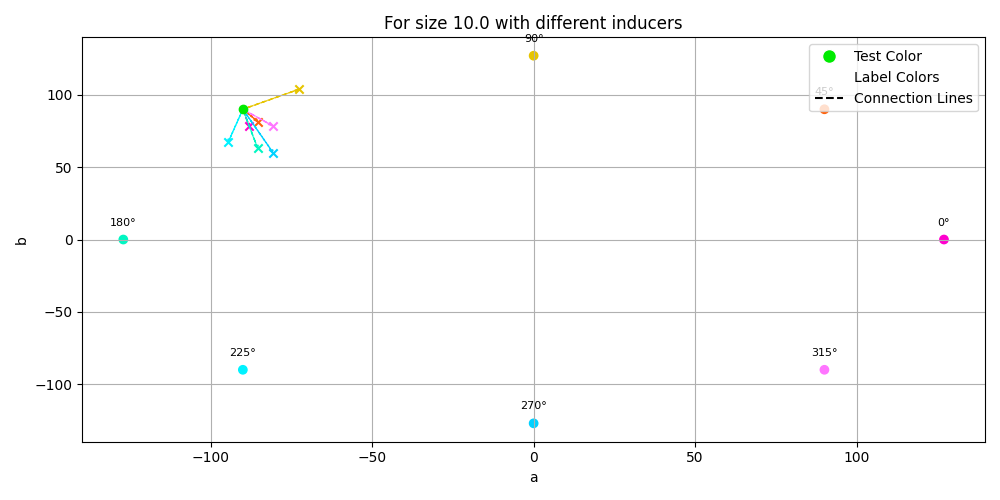 For size 10.0 with different inducers
90°
Test Color
Label Colors
Connection Lines
45°
180°
0°
225°
315°
270°
100
50
0
−50
−100
b
−100
−50
0
50
100
a